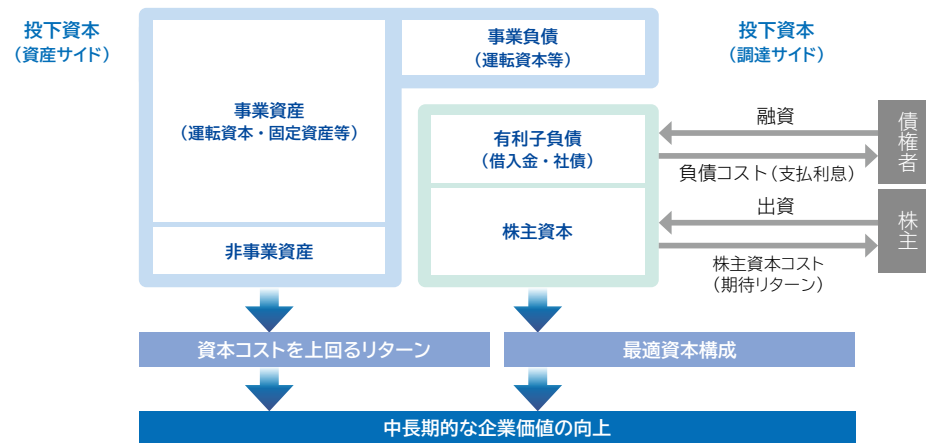 投下資本
（資産サイド）
事業負債
（運転資本等）
投下資本
（調達サイド）
事業資産
（運転資本・固定資産等）
有利子負債
（借入金・社債）
融資
負債コスト（支払利息）
債権者
非事業資産
株主資本
出資
株主資本コスト
（期待リターン）
株主
資本コストを上回るリターン
最適資本構成
中長期的な企業価値の向上